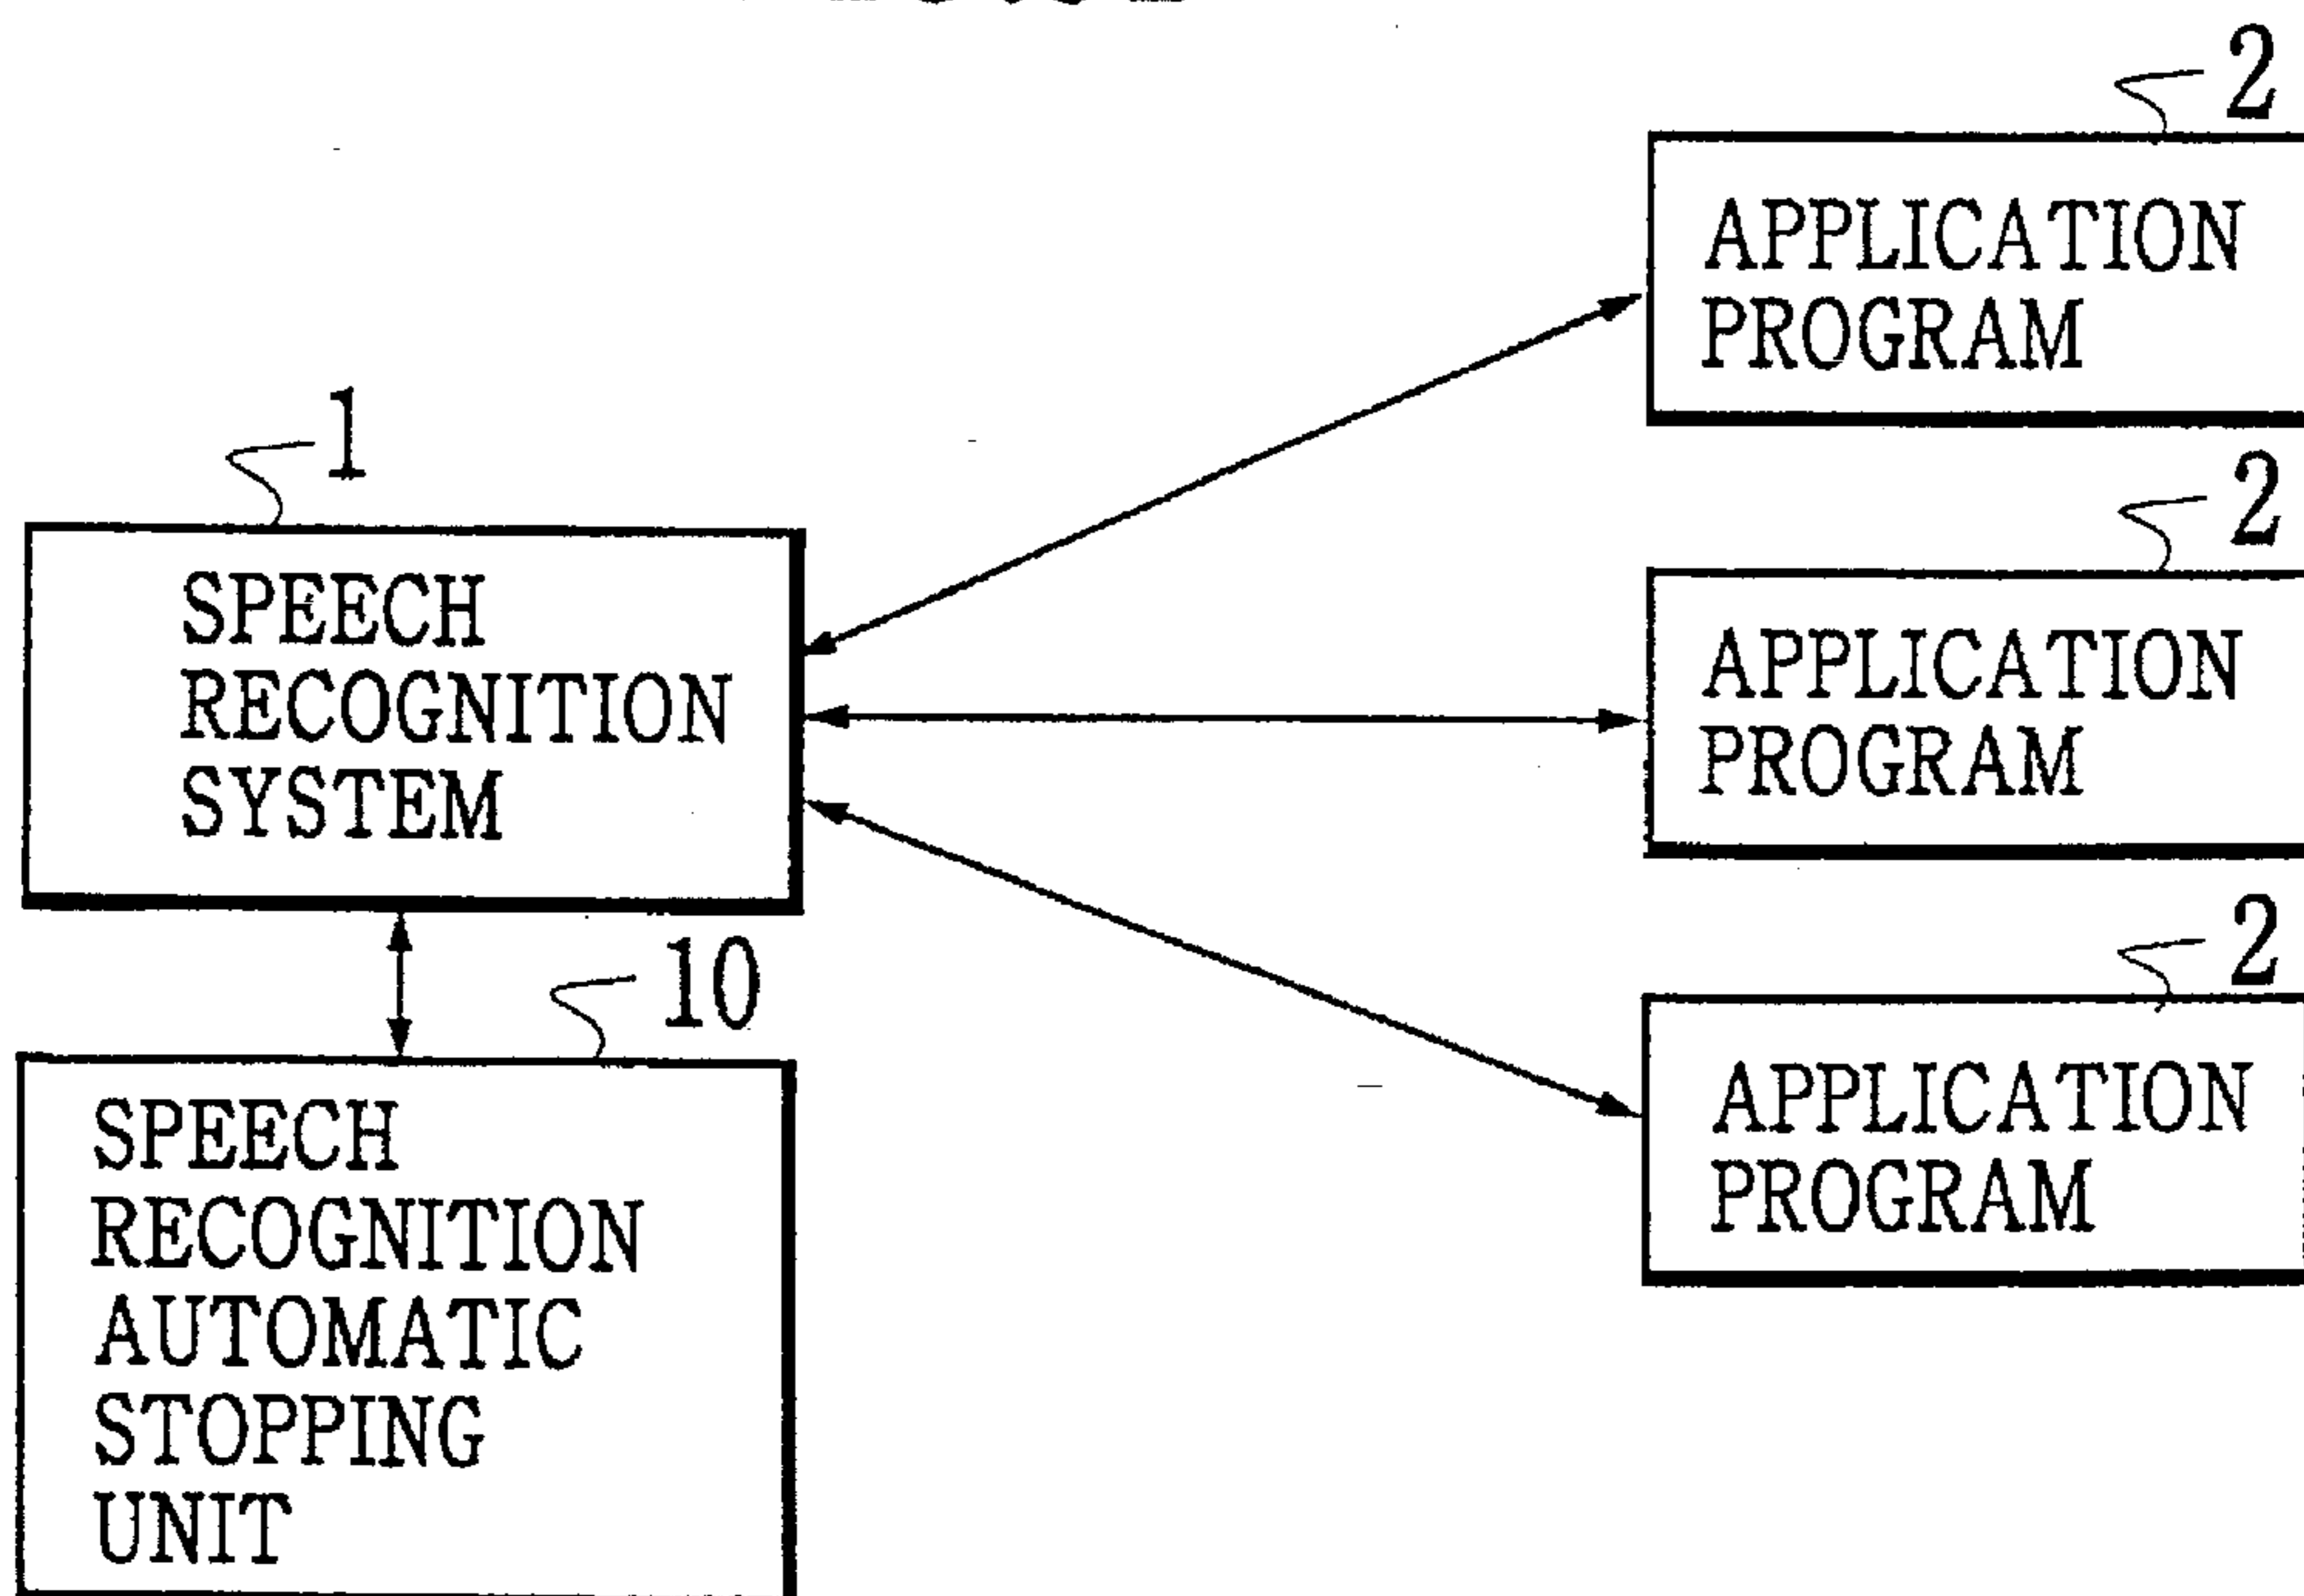 2
APPLICATION
PROGRAM
1
SPEECH
RECOGNITION
SYSTEM
2
APPLICATION
PROGRAM
10
SPEECH
RECOGNITION
AUTOMATIC
STOPPING
UNIT
2
APPLICATION
PROGRAM